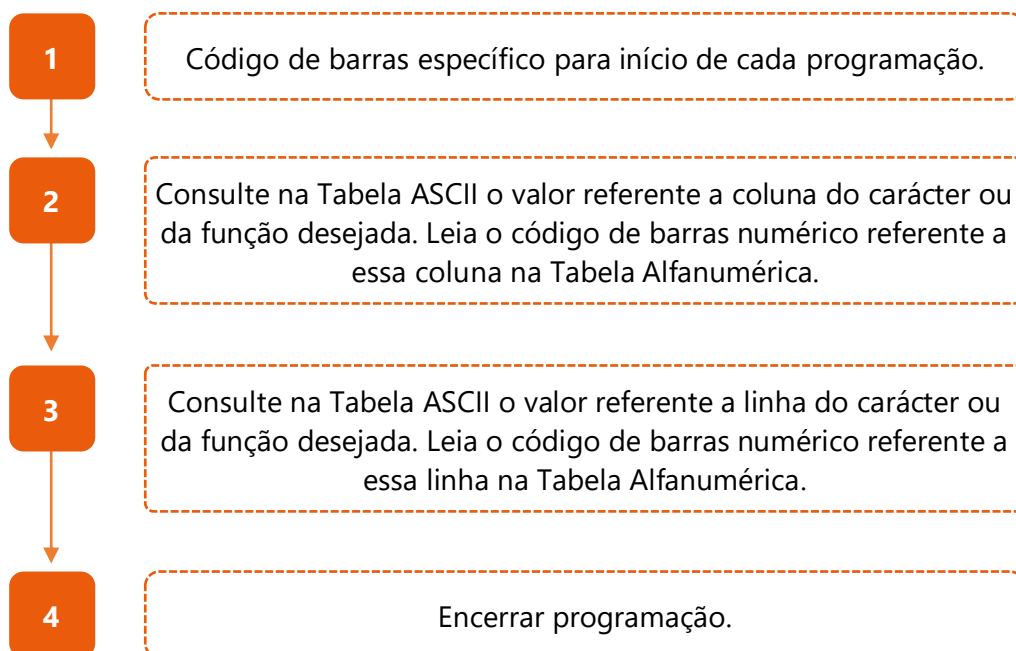 1
Código de barras específico para início de cada programação.
2
Consulte na Tabela ASCII o valor referente a coluna do carácter ou
da função desejada. Leia o código de barras numérico referente a
essa coluna na Tabela Alfanumérica.
3
Consulte na Tabela ASCII o valor referente a linha do carácter ou
da função desejada. Leia o código de barras numérico referente a
essa linha na Tabela Alfanumérica.
4
Encerrar programação.